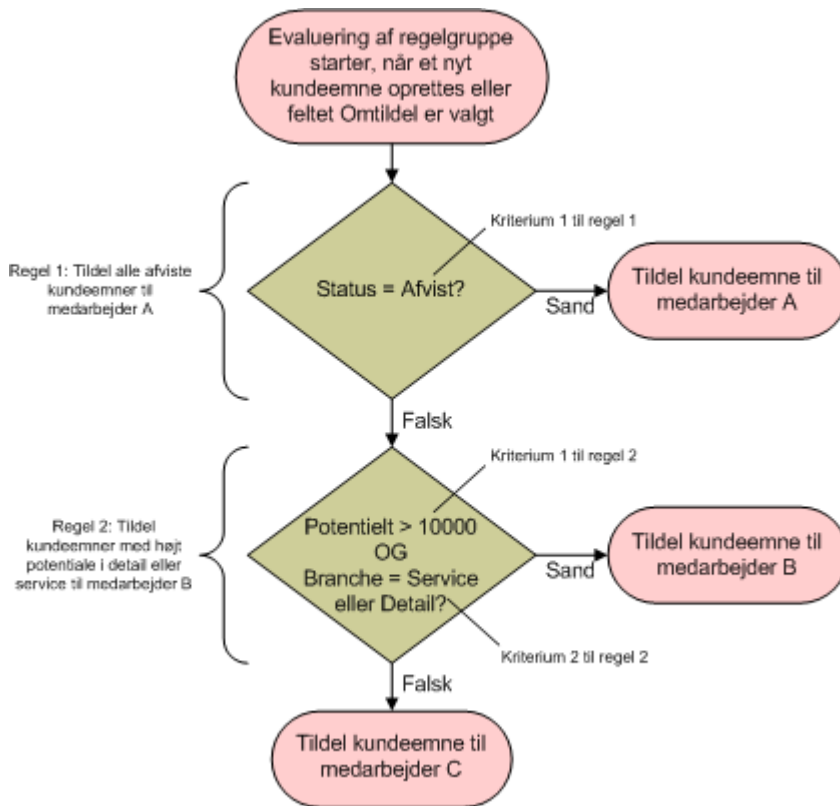 Evaluering af regelgruppe
starter, når et nyt
kundeemne oprettes eller
feltet Omtildel er valgt
Kriterium 1 til regel 1
Regel 1: Tildel alle afviste
kundeemner til
medarbejder A
Status = Afvist?
Sand
Tildel kundeemne til
medarbejder A
Falsk
Kriterium 1 til regel 2
Regel 2: Tildel
kundeemner med højt
potentiale i detail eller
service til medarbejder B
Potentielt > 10000
OG
Branche = Service
eller Detail?
Sand
Tildel kundeemne til
medarbejder B
Kriterium 2 til regel 2
Falsk
Tildel kundeemne til
medarbejder C